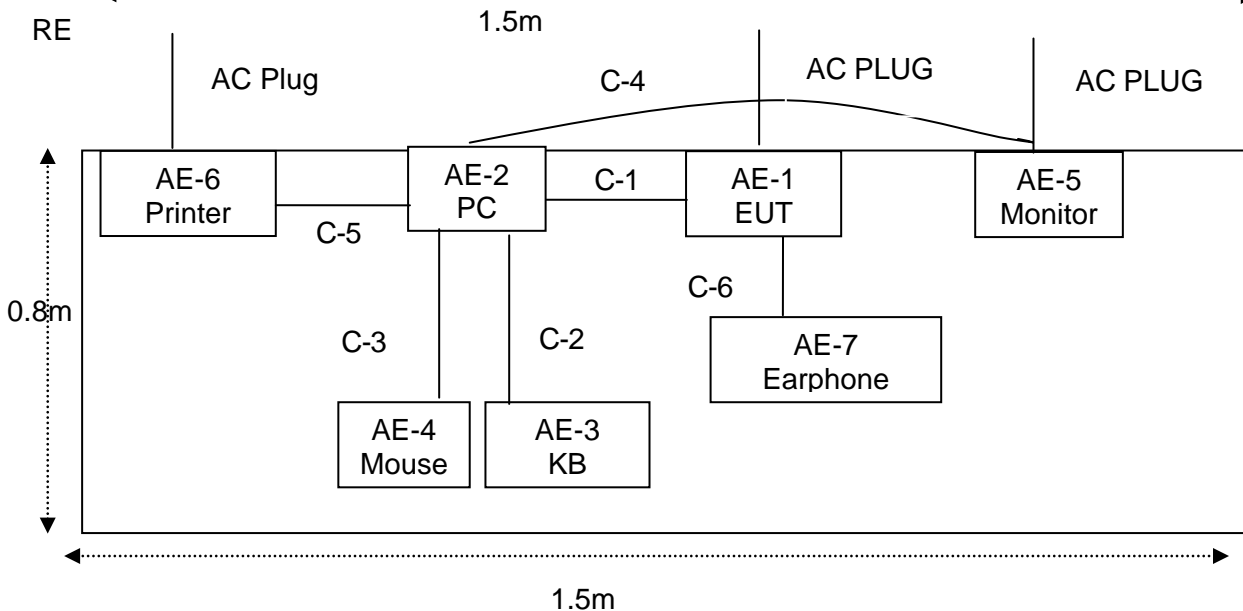 1.5m
RE
AC Plug
C-4
AC PLUG
AC PLUG
AE-6
Printer
AE-2
PC
C-1
AE-1
EUT
AE-5
Monitor
C-5
C-6
0.8m
C-3
C-2
AE-7
Earphone
AE-4
Mouse
AE-3
KB
1.5m